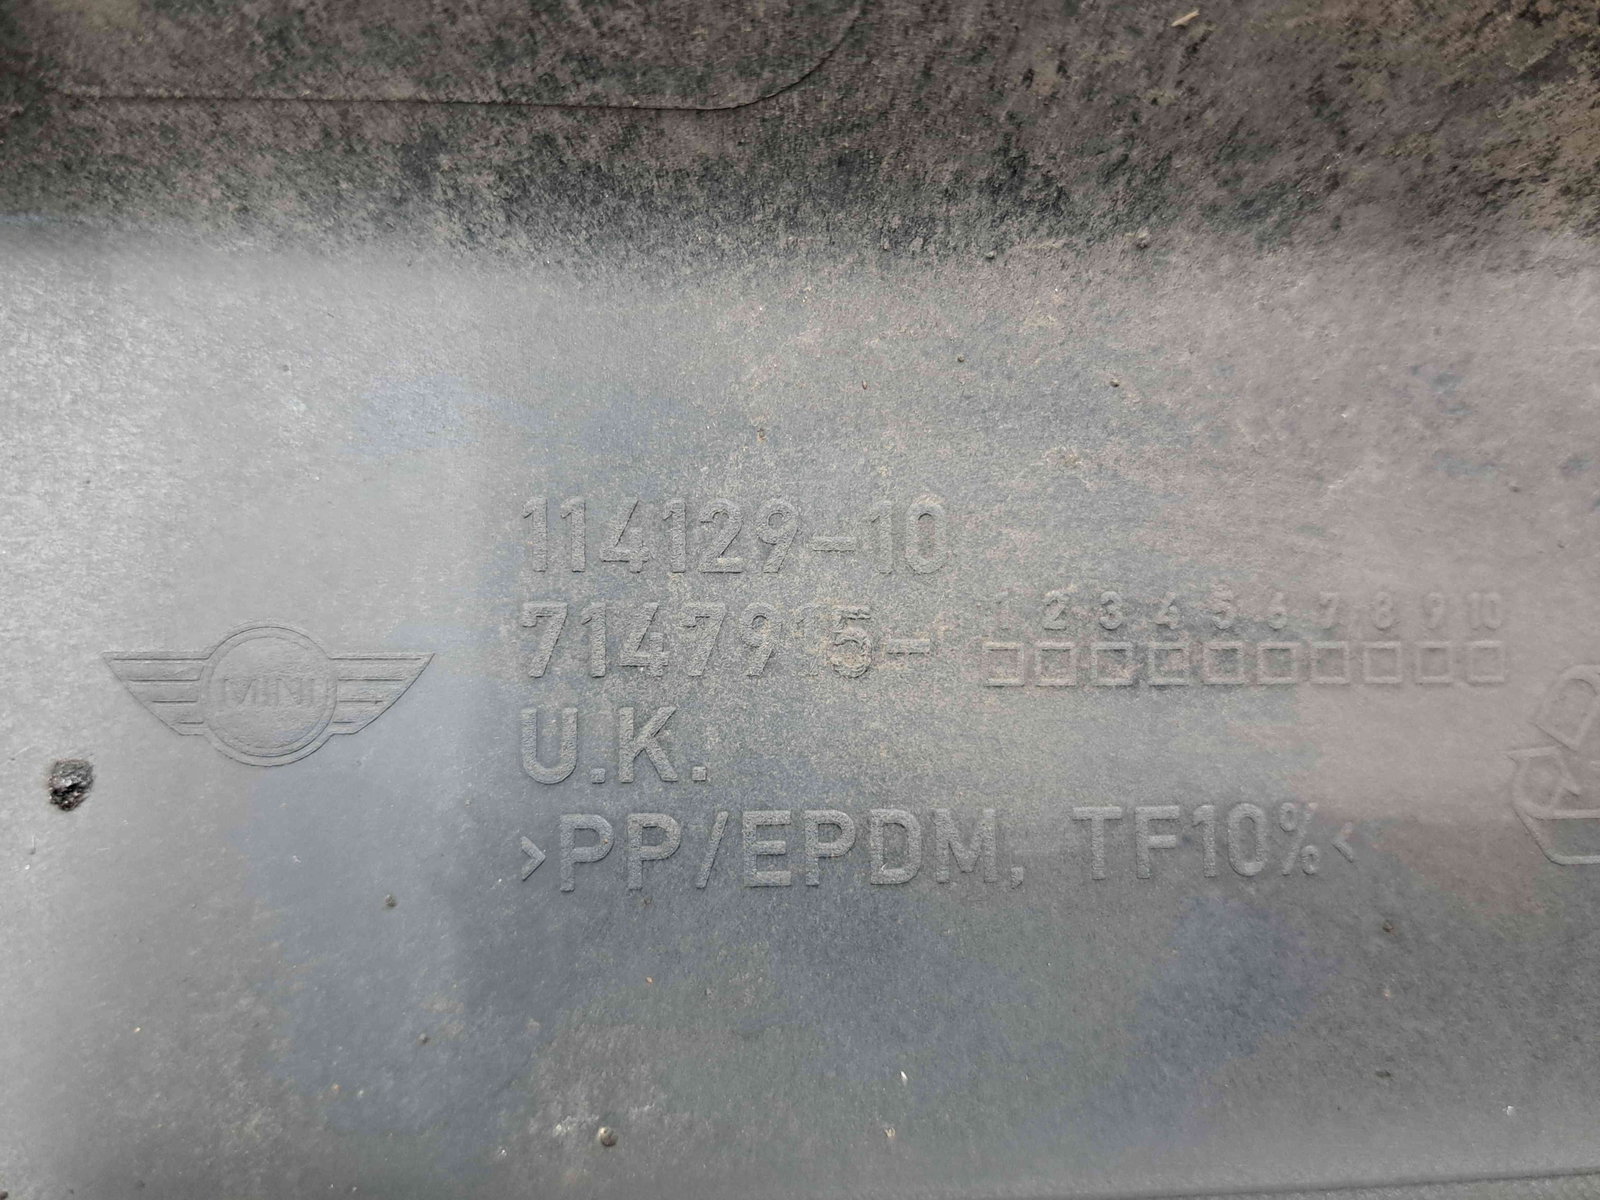 114129-10
7147915-
1 2 3 4 5 6 7 8 9 10
MINI
U.K.
>PP/EPDM, TF10%<